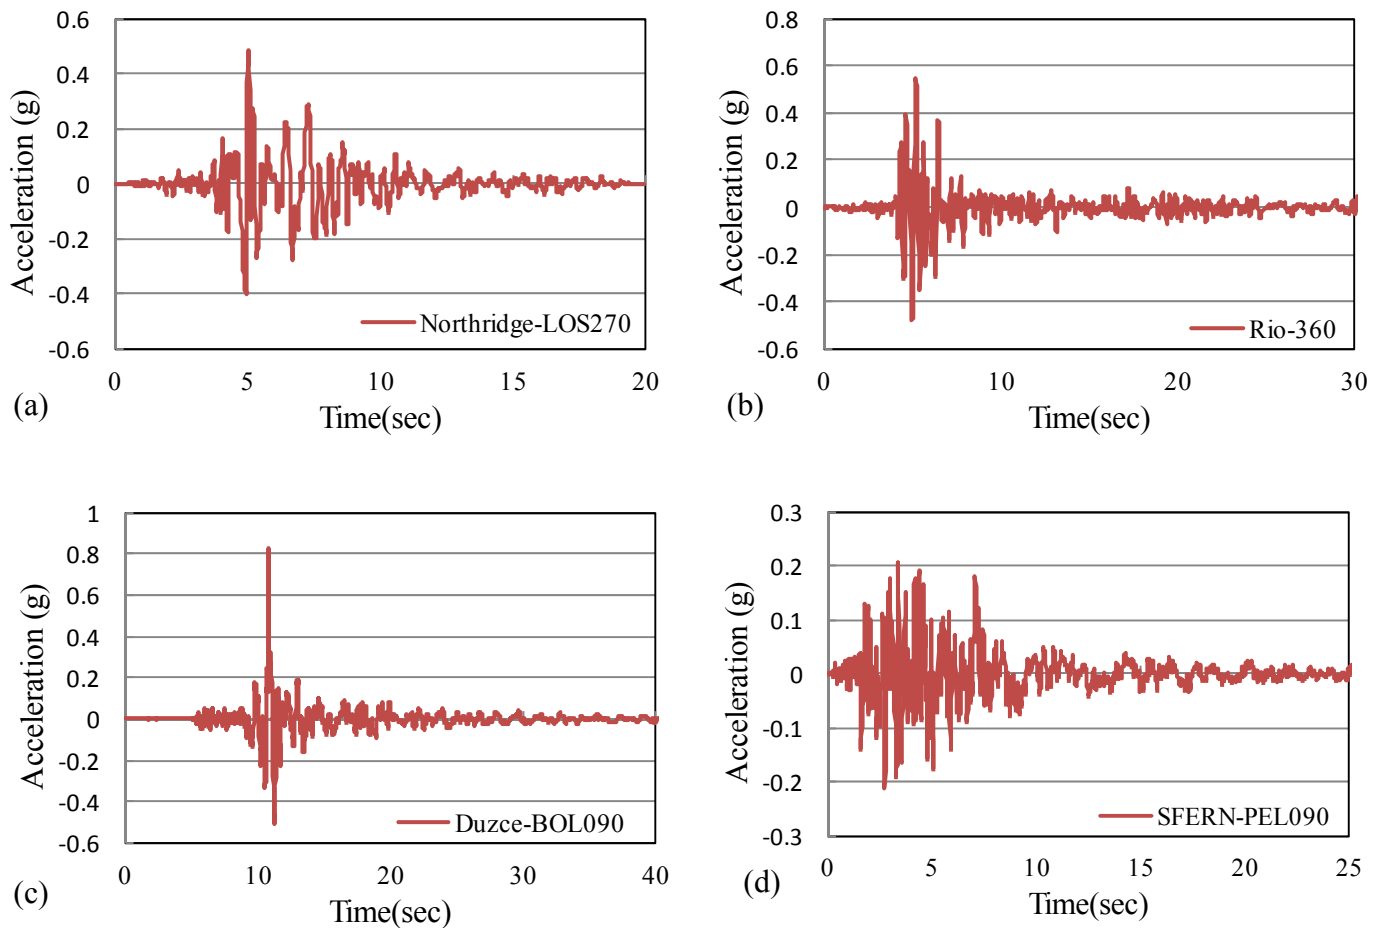 0.6
0.4
0.2
0
-0.2
-0.4
-0.6
Acceleration (g)
Northridge-LOS270
0 5 10 15 20
Time(sec)
(a)
0.8
0.6
0.4
0.2
0
-0.2
-0.4
-0.6
Acceleration (g)
Rio-360
0 10 20 30
Time(sec)
(b)
1
0.8
0.6
0.4
0.2
0
-0.2
-0.4
-0.6
Acceleration (g)
Duzce-BOL090
0 10 20 30 40
Time(sec)
(c)
0.3
0.2
0.1
0
-0.1
-0.2
-0.3
Acceleration (g)
SFERN-PEL090
0 5 10 15 20 25
Time(sec)
(d)